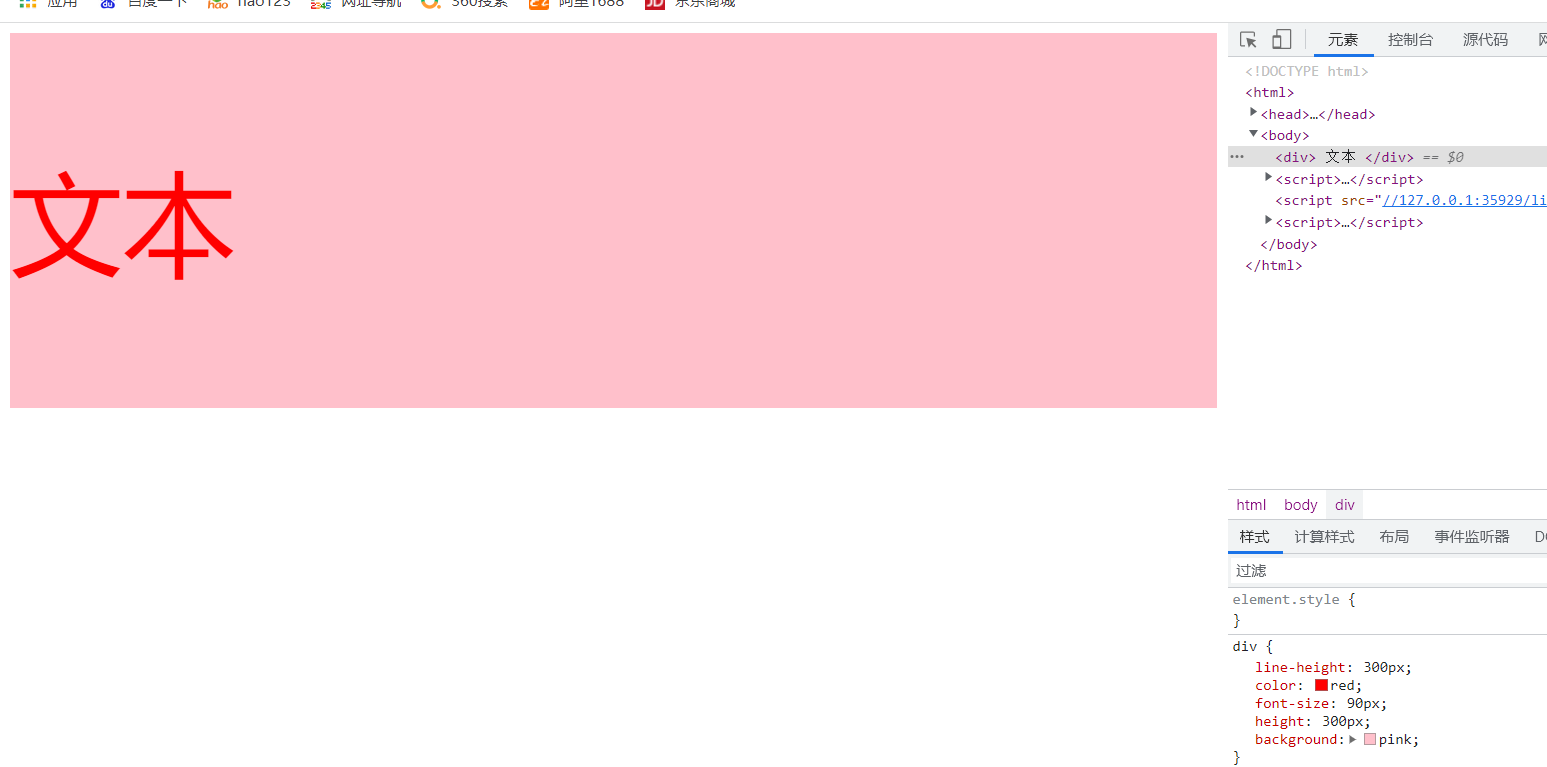 应用 百度一下 hao123 网址导航 360搜索 阿里1688 京东商城
文本
元素 控制台 源代码
<!DOCTYPE html>
<html>
<head>…</head>
<body>
<div> 文本 </div> == $0
<script>…</script>
<script src="//127.0.0.1:35929/li
<script>…</script>
</body>
</html>
html body div
样式 计算样式 布局 事件监听器
过滤
element.style {
}
div {
line-height: 300px;
color: red;
font-size: 90px;
height: 300px;
background: pink;
}